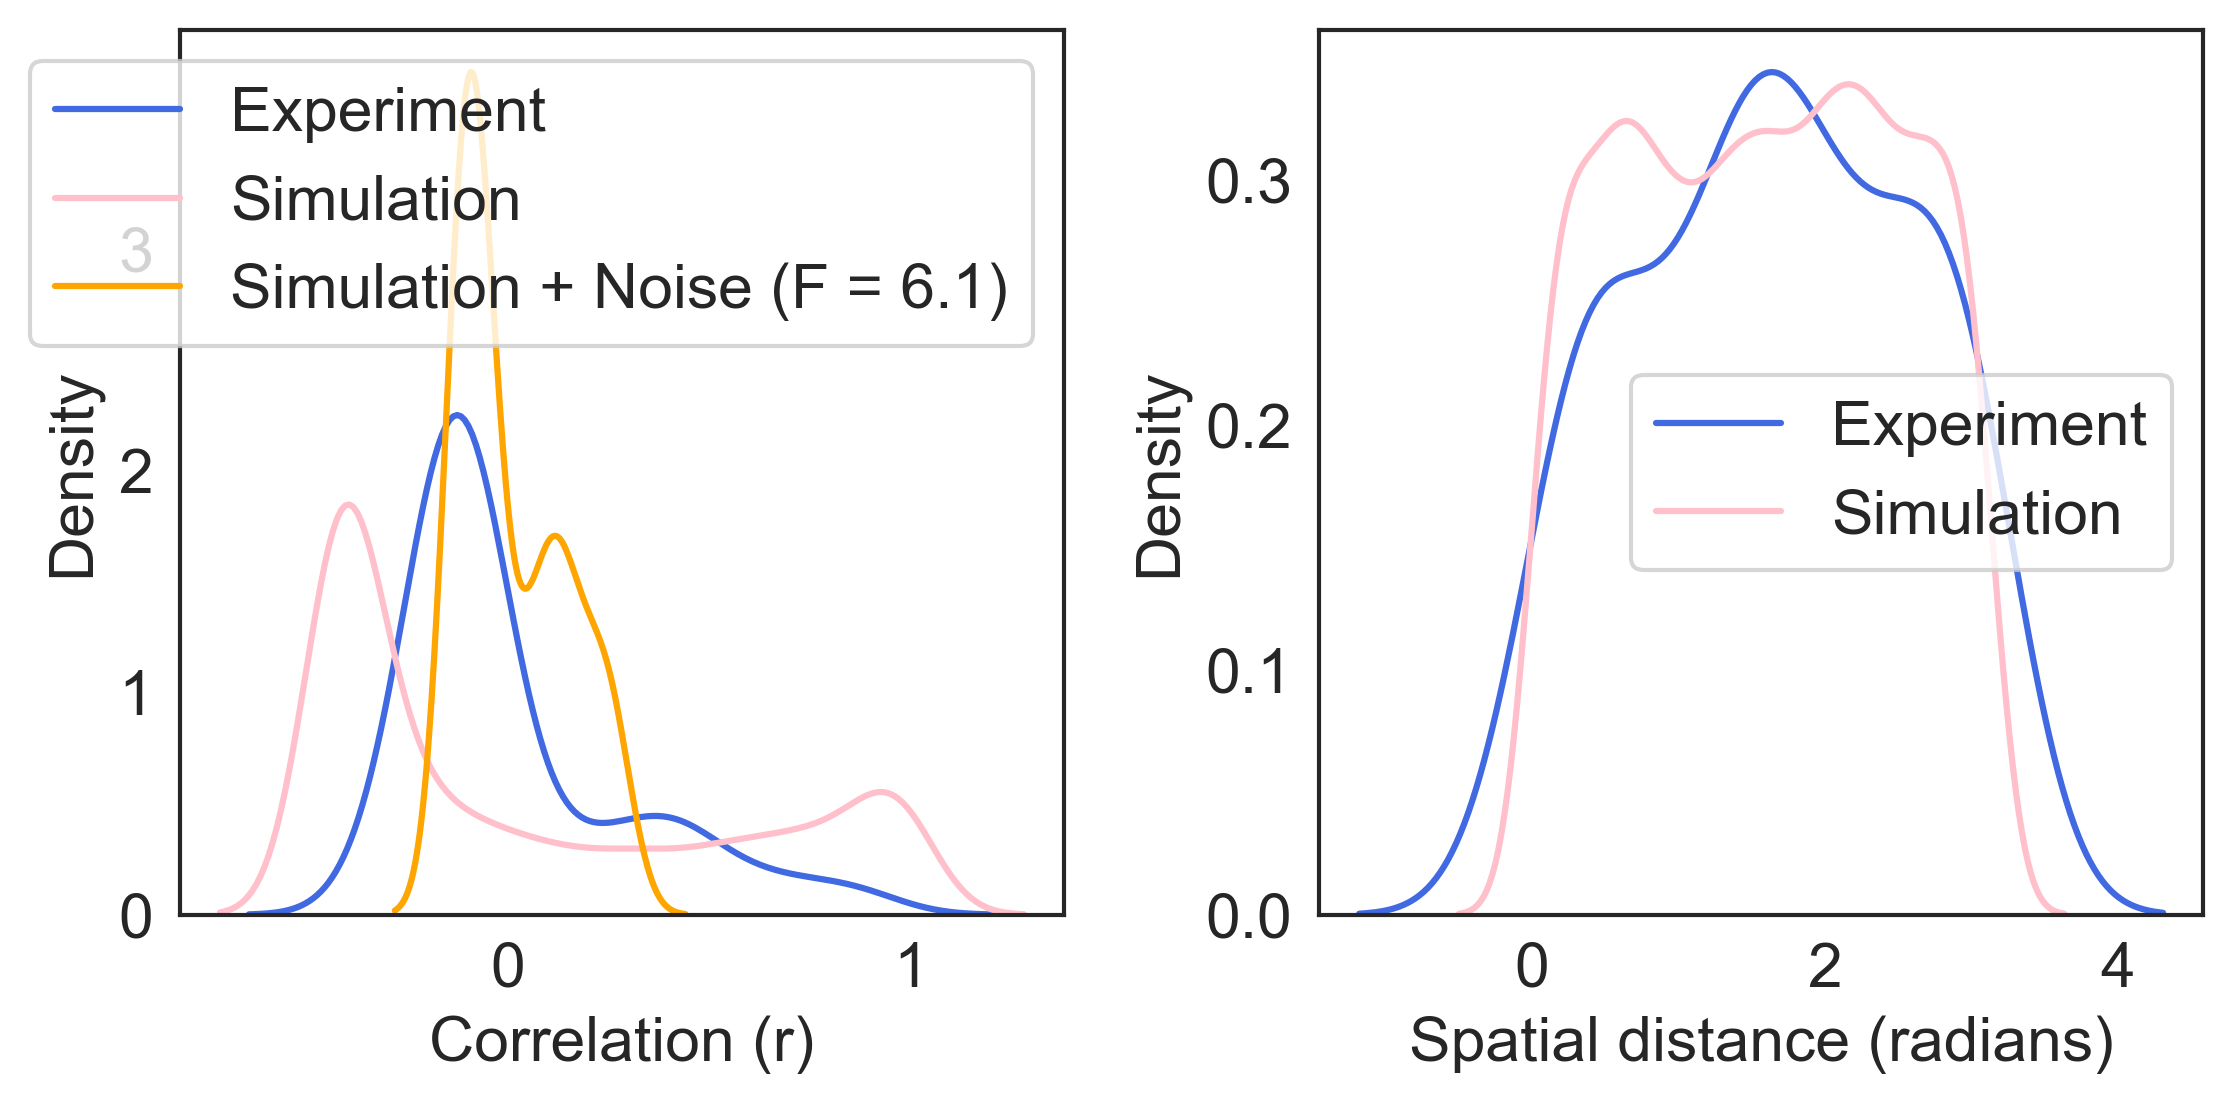 Experiment
Simulation
Simulation + Noise (F = 6.1)
3
2
1
0
Density
0 1
Correlation (r)
0.3
0.2
0.1
0.0
Density
Experiment
Simulation
0 2 4
Spatial distance (radians)